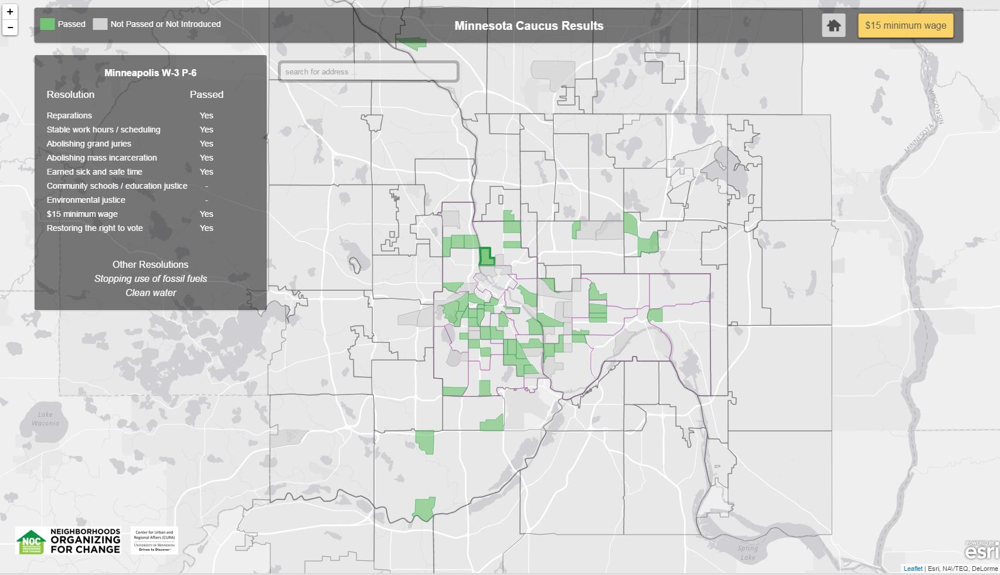 +
−
Passed
Not Passed or Not Introduced
Minnesota Caucus Results
$15 minimum wage
Minneapolis W-3 P-6
search for address ...
Resolution Passed
Reparations Yes
Stable work hours / scheduling Yes
Abolishing grand juries Yes
Abolishing mass incarceration Yes
Earned sick and safe time Yes
Community schools / education justice -
Environmental justice -
$15 minimum wage Yes
Restoring the right to vote Yes
Other Resolutions
Stopping use of fossil fuels
Clean water
WISCONSIN
MINNESOTA
Lake
Waconia
Spring
Lake
NOC
NEIGHBORHOODS
ORGANIZING
FOR CHANGE
NEIGHBORHOODS
ORGANIZING
FOR CHANGE
Center for Urban and
Regional Affairs (CURA)
UNIVERSITY OF MINNESOTA
Driven to Discover℠
POWERED BY
esri
Leaflet | Esri, NAVTEQ, DeLorme